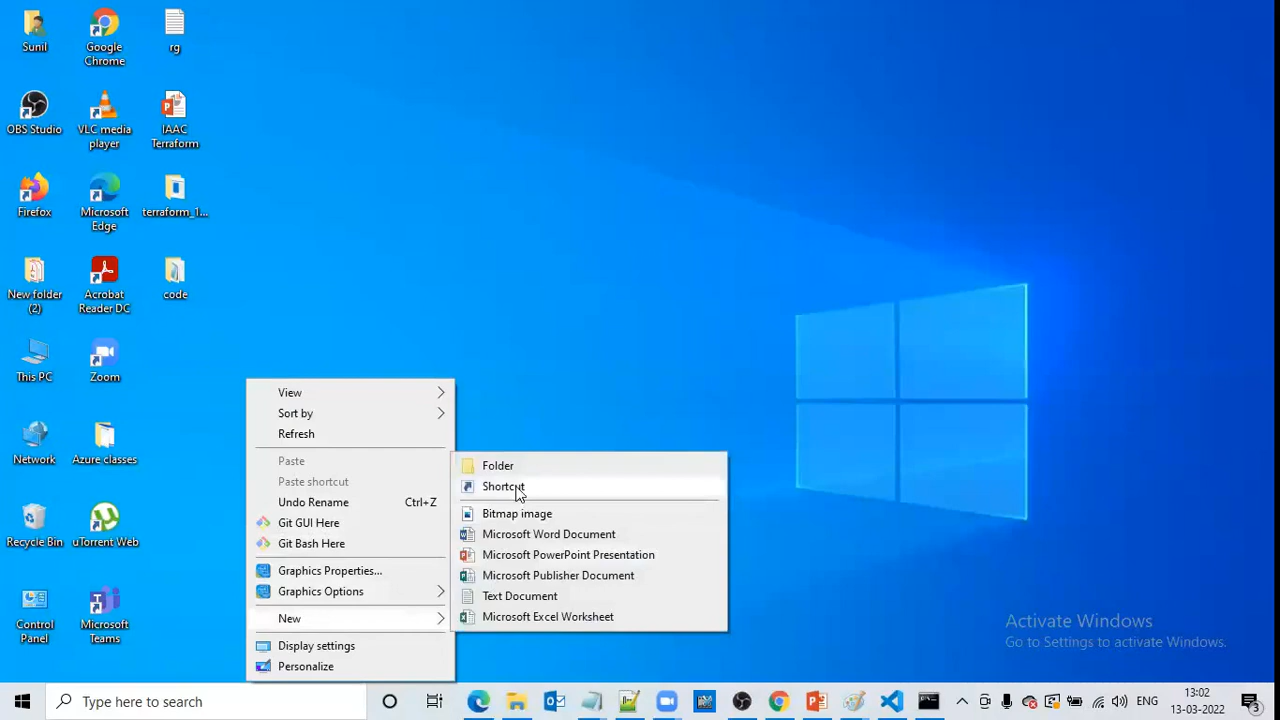 Sunil
Google
Chrome
rg
OBS Studio
VLC media
player
IAAC
Terraform
Firefox
Microsoft
Edge
terraform_1...
New folder
(2)
Acrobat
Reader DC
code
This PC
Zoom
Network
Azure classes
Recycle Bin
uTorrent Web
Control
Panel
Microsoft
Teams
View
Sort by
Refresh
Paste
Paste shortcut
Undo Rename Ctrl+Z
Git GUI Here
Git Bash Here
Graphics Properties...
Graphics Options
New
Display settings
Personalize
Folder
Shortcut
Bitmap image
Microsoft Word Document
Microsoft PowerPoint Presentation
Microsoft Publisher Document
Text Document
Microsoft Excel Worksheet
Activate Windows
Go to Settings to activate Windows.
Type here to search
ENG
13:02
13-03-2022
3